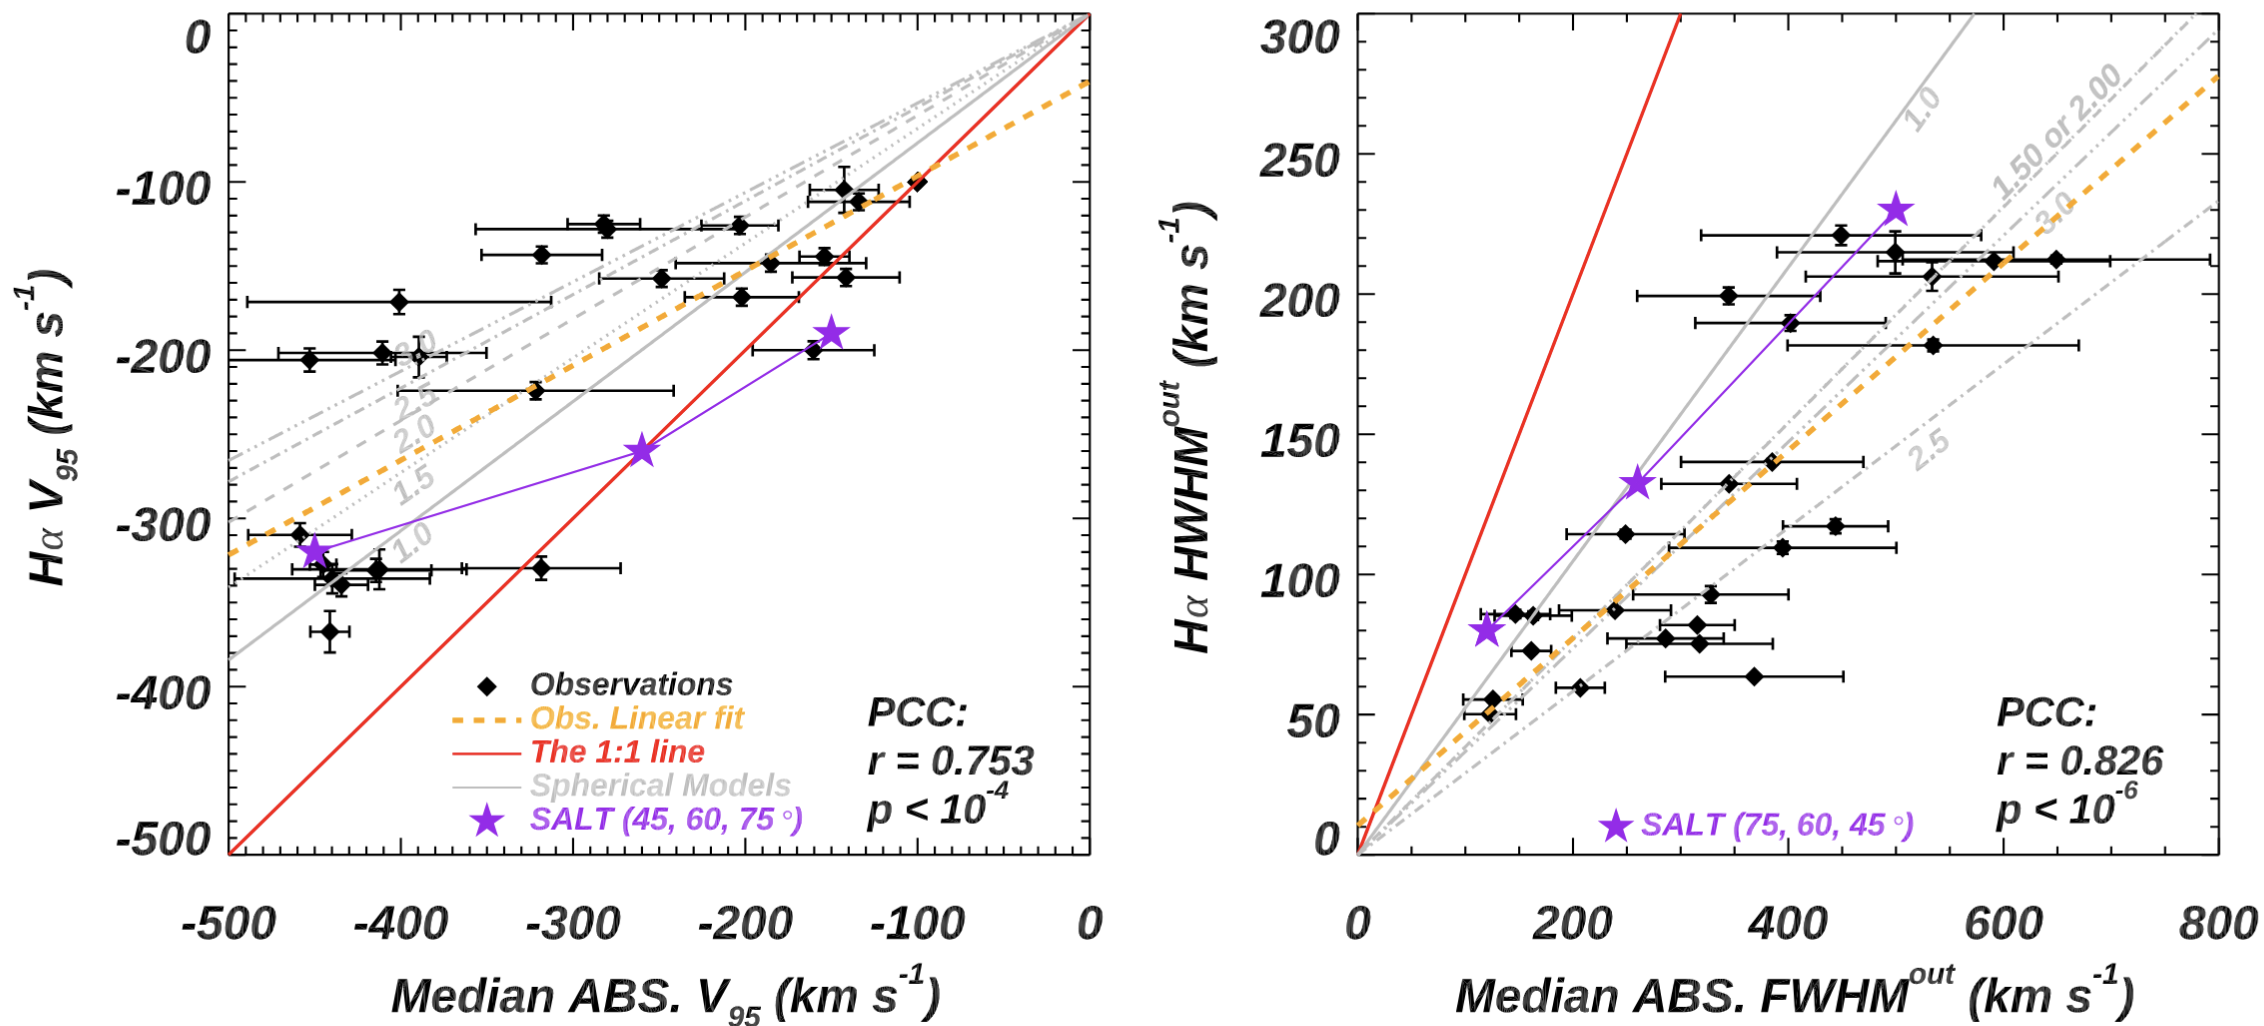 0
-100
-200
-300
-400
-500
-500 -400 -300 -200 -100 0
Hα V95 (km s-1)
Median ABS. V95 (km s-1)
3.0
2.5
2.0
1.5
1.0
Observations
Obs. Linear fit
The 1:1 line
Spherical Models
SALT (45, 60, 75 °)
PCC:
r = 0.753
p < 10-4
300
250
200
150
100
50
0
0 200 400 600 800
Hα HWHMout (km s-1)
Median ABS. FWHMout (km s-1)
1.0
1.50 or 2.00
3.0
2.5
SALT (75, 60, 45 °)
PCC:
r = 0.826
p < 10-6